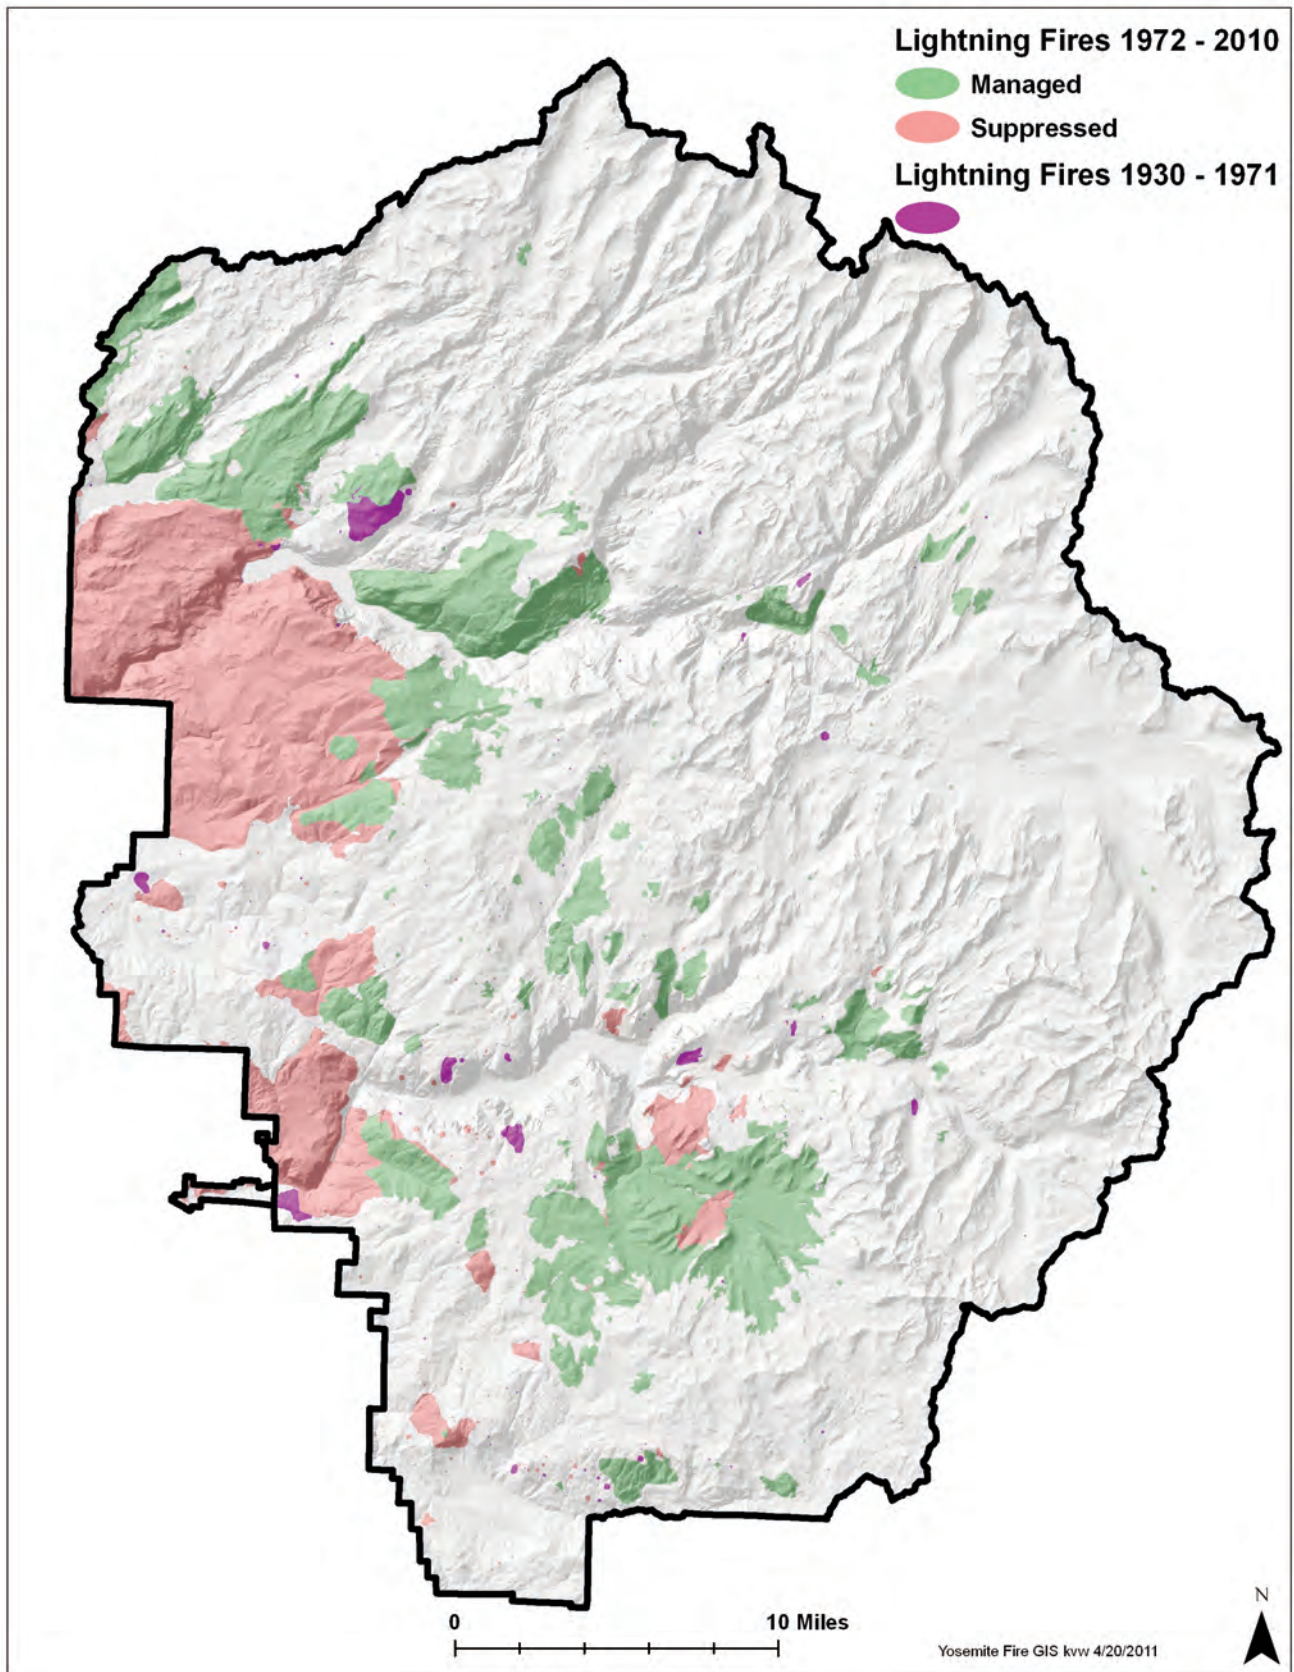 Lightning Fires 1972 - 2010
Managed
Suppressed
Lightning Fires 1930 - 1971
0 10 Miles
Yosemite Fire GIS kvw 4/20/2011
N